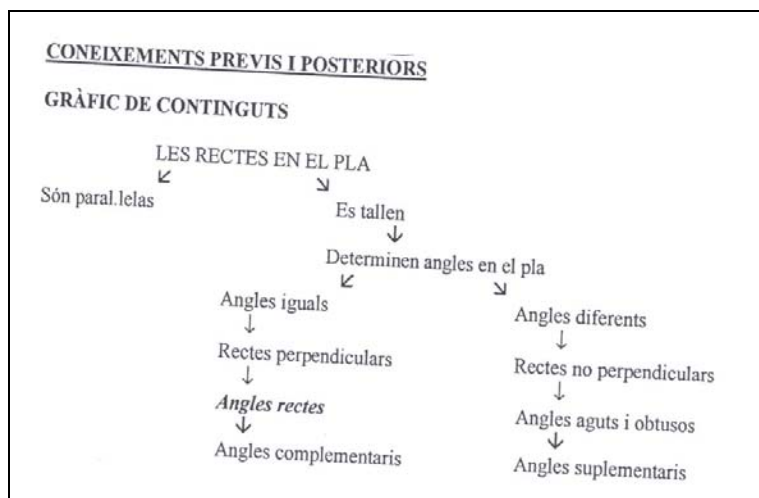 CONEIXEMENTS PREVIS I POSTERIORS
GRÀFIC DE CONTINGUTS
LES RECTES EN EL PLA
Són paral.lelas
Es tallen
Determinen angles en el pla
Angles iguals
Angles diferents
Rectes perpendiculars
Rectes no perpendiculars
Angles rectes
Angles aguts i obtusos
Angles complementaris
Angles suplementaris